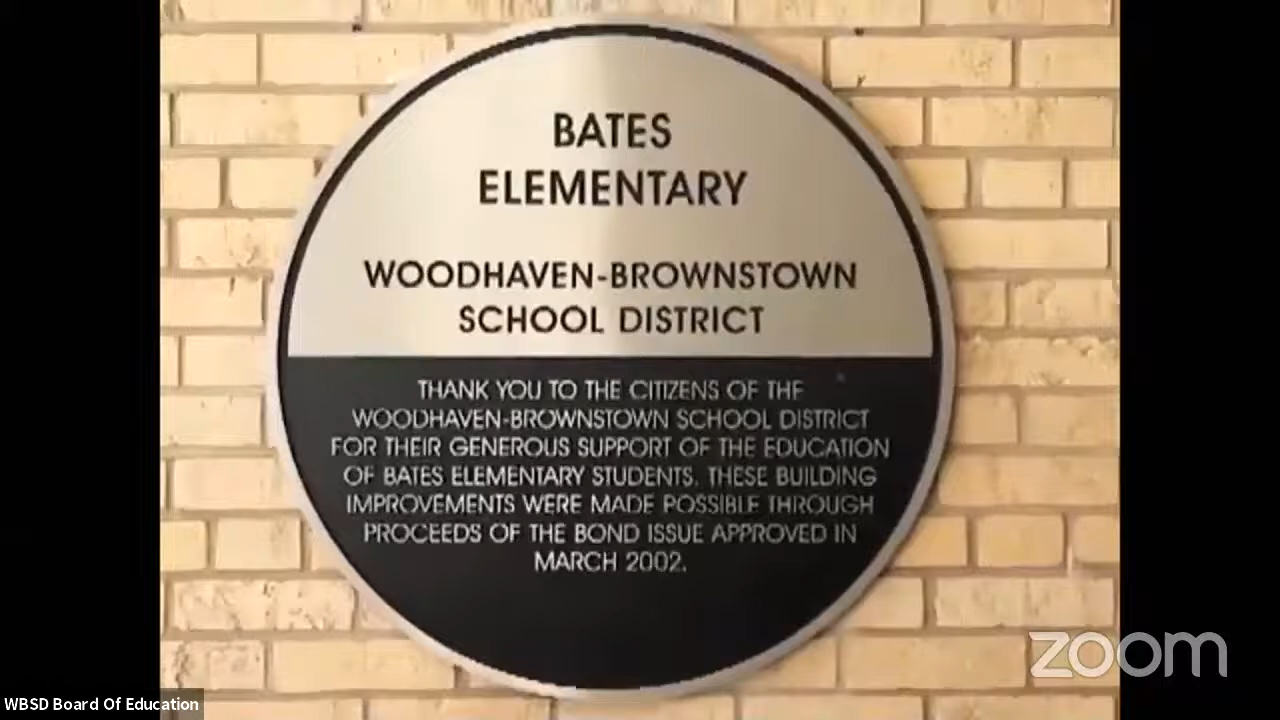 BATES
ELEMENTARY
WOODHAVEN-BROWNSTOWN
SCHOOL DISTRICT
THANK YOU TO THE CITIZENS OF THE
WOODHAVEN-BROWNSTOWN SCHOOL DISTRICT
FOR THEIR GENEROUS SUPPORT OF THE EDUCATION
OF BATES ELEMENTARY STUDENTS. THESE BUILDING
IMPROVEMENTS WERE MADE POSSIBLE THROUGH
PROCEEDS OF THE BOND ISSUE APPROVED IN
MARCH 2002.
zoom
WBSD Board Of Education